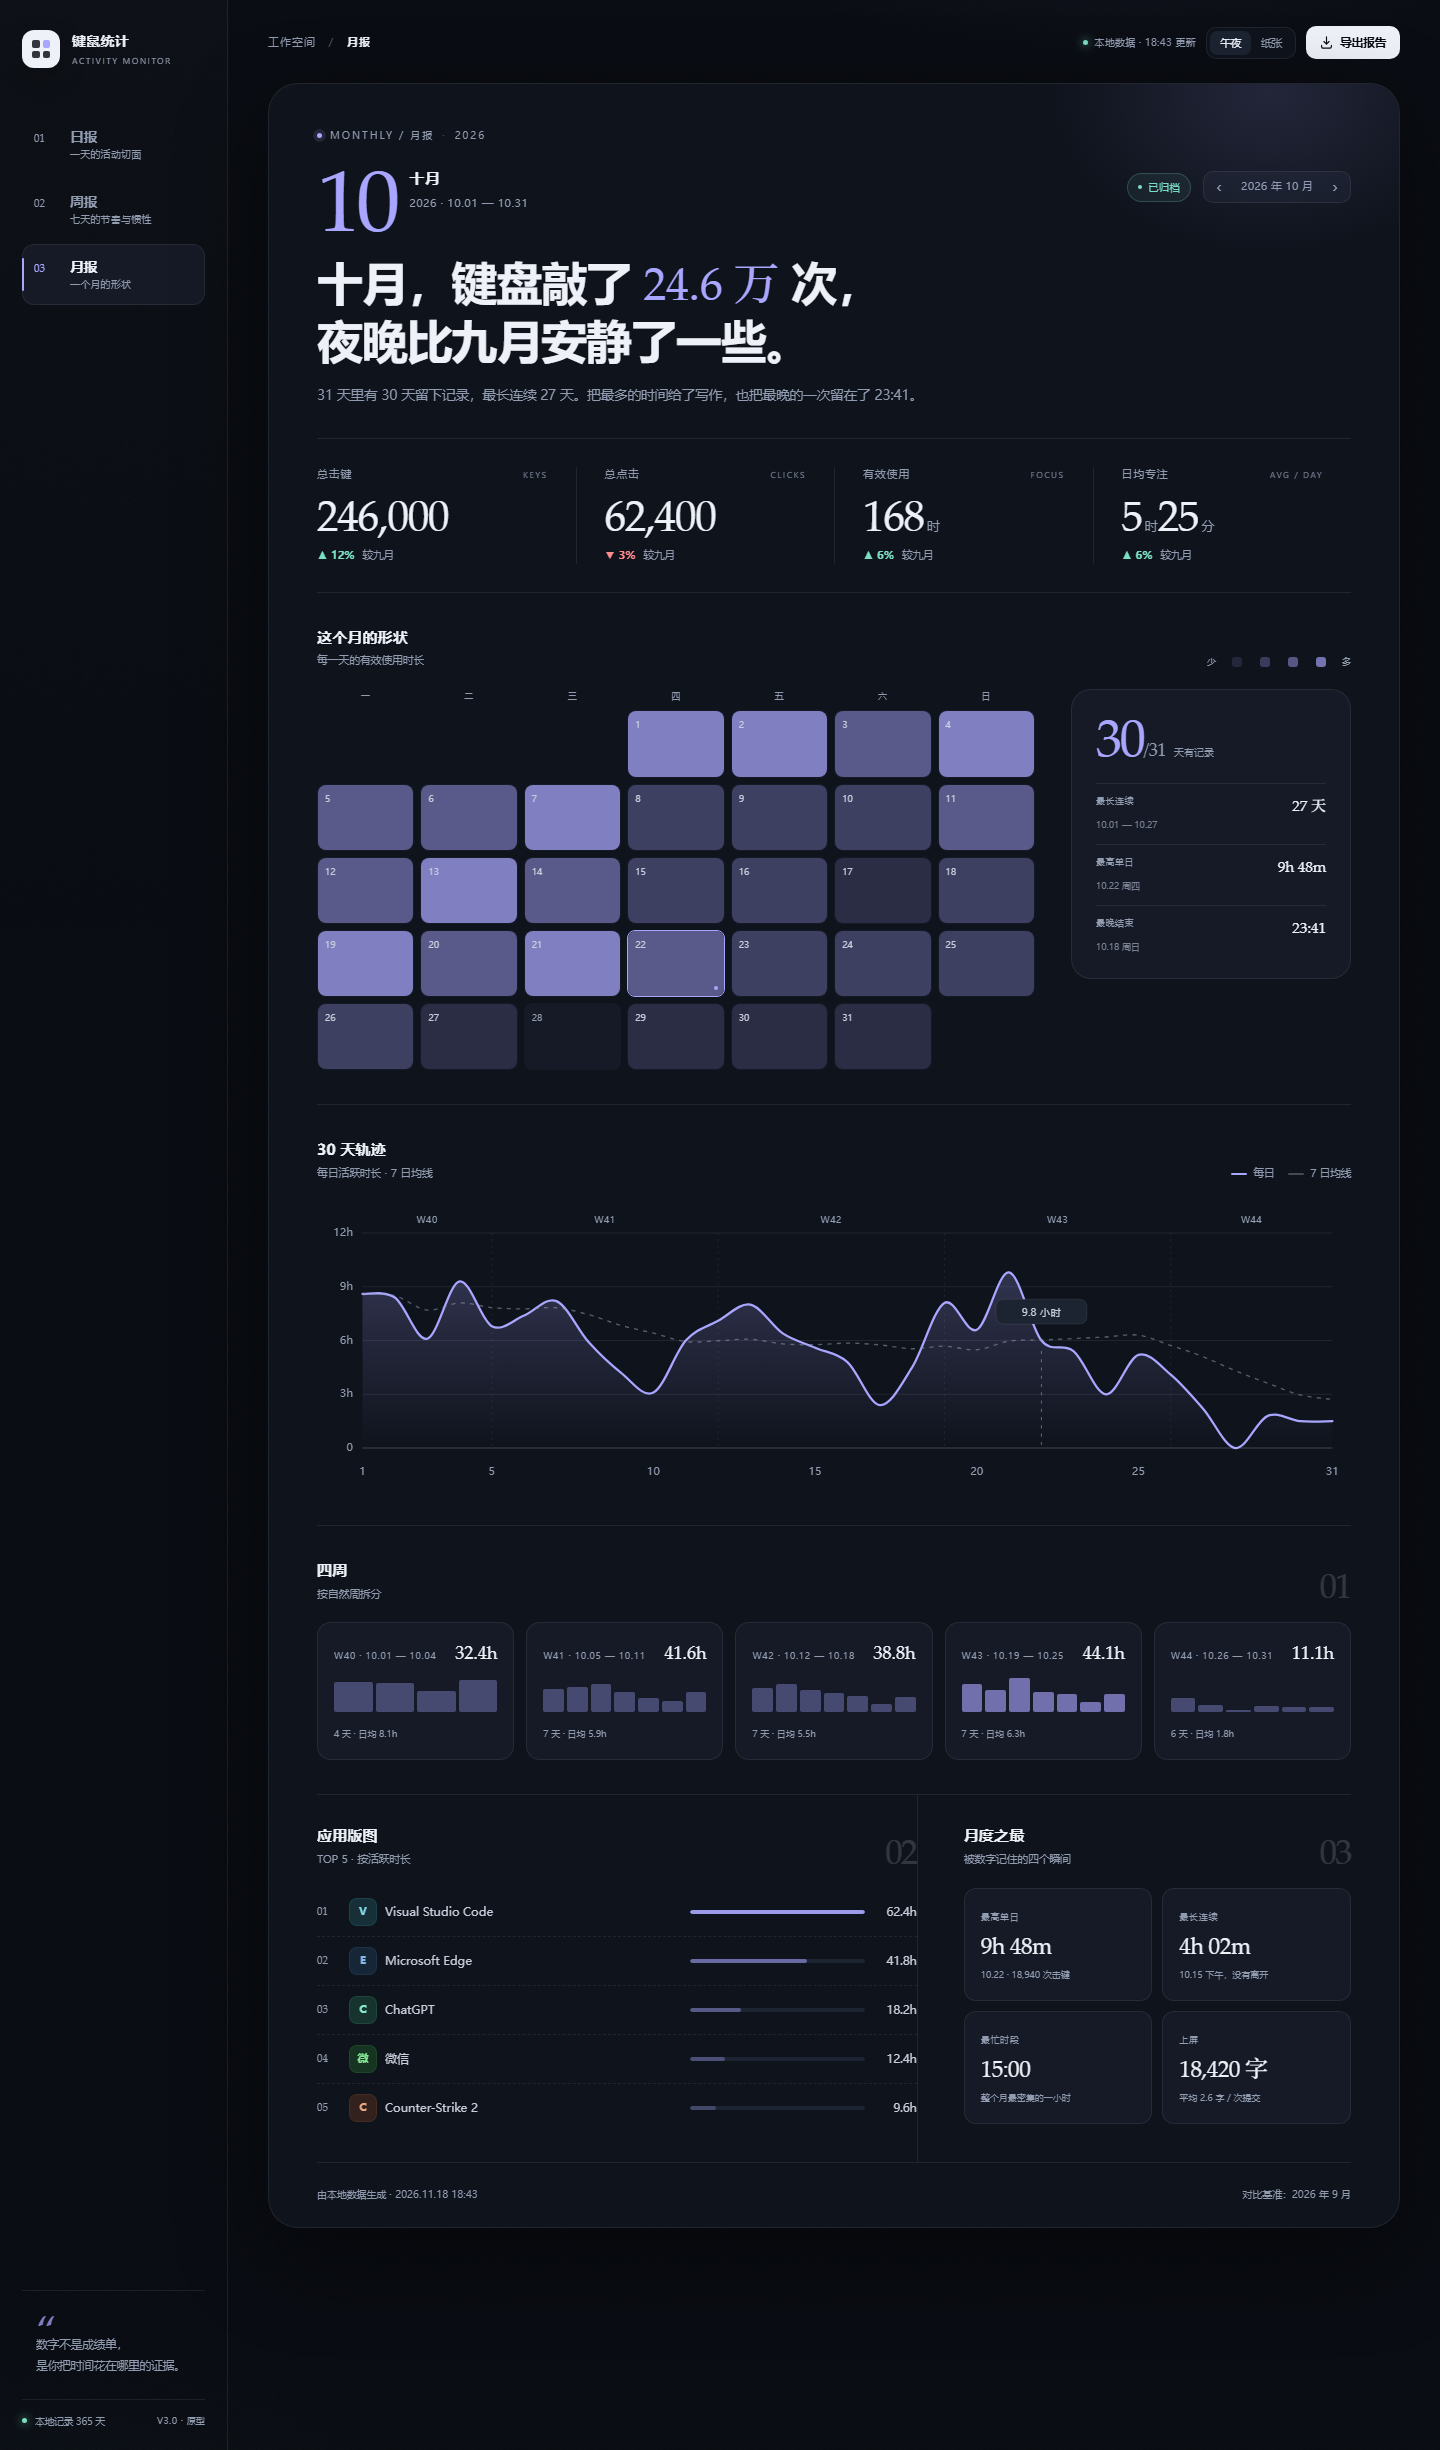 键鼠统计
ACTIVITY MONITOR
01 日报
一天的活动切面
02 周报
七天的节奏与惯性
03 月报
一个月的形状
工作空间 / 月报
本地数据 · 18:43 更新
午夜 纸张
导出报告
MONTHLY / 月报 · 2026
10 十月
2026 · 10.01 — 10.31
已归档
‹ 2026 年 10 月 ›
十月，键盘敲了 24.6 万 次，
夜晚比九月安静了一些。
31 天里有 30 天留下记录，最长连续 27 天。把最多的时间给了写作，也把最晚的一次留在了 23:41。
总击键 KEYS
246,000
▲ 12% 较九月
总点击 CLICKS
62,400
▼ 3% 较九月
有效使用 FOCUS
168 时
▲ 6% 较九月
日均专注 AVG / DAY
5 时 25 分
▲ 6% 较九月
这个月的形状
每一天的有效使用时长
少 多
一 二 三 四 五 六 日
1 2 3 4
5 6 7 8 9 10 11
12 13 14 15 16 17 18
19 20 21 22 23 24 25
26 27 28 29 30 31
30/31 天有记录
最长连续 27 天
10.01 — 10.27
最高单日 9h 48m
10.22 周四
最晚结束 23:41
10.18 周日
30 天轨迹
每日活跃时长 · 7 日均线
每日 7 日均线
W40 W41 W42 W43 W44
12h
9h
6h
3h
0
9.8 小时
1 5 10 15 20 25 31
四周
按自然周拆分
01
W40 · 10.01 — 10.04 32.4h
4 天 · 日均 8.1h
W41 · 10.05 — 10.11 41.6h
7 天 · 日均 5.9h
W42 · 10.12 — 10.18 38.8h
7 天 · 日均 5.5h
W43 · 10.19 — 10.25 44.1h
7 天 · 日均 6.3h
W44 · 10.26 — 10.31 11.1h
6 天 · 日均 1.8h
应用版图
TOP 5 · 按活跃时长
02
01 V Visual Studio Code 62.4h
02 E Microsoft Edge 41.8h
03 C ChatGPT 18.2h
04 微 微信 12.4h
05 C Counter-Strike 2 9.6h
月度之最
被数字记住的四个瞬间
03
最高单日
9h 48m
10.22 · 18,940 次击键
最长连续
4h 02m
10.15 下午，没有离开
最忙时段
15:00
整个月最密集的一小时
上屏
18,420 字
平均 2.6 字 / 次提交
由本地数据生成 · 2026.11.18 18:43
对比基准：2026 年 9 月
“
数字不是成绩单，
是你把时间花在哪里的证据。
本地记录 365 天
V3.0 · 原型